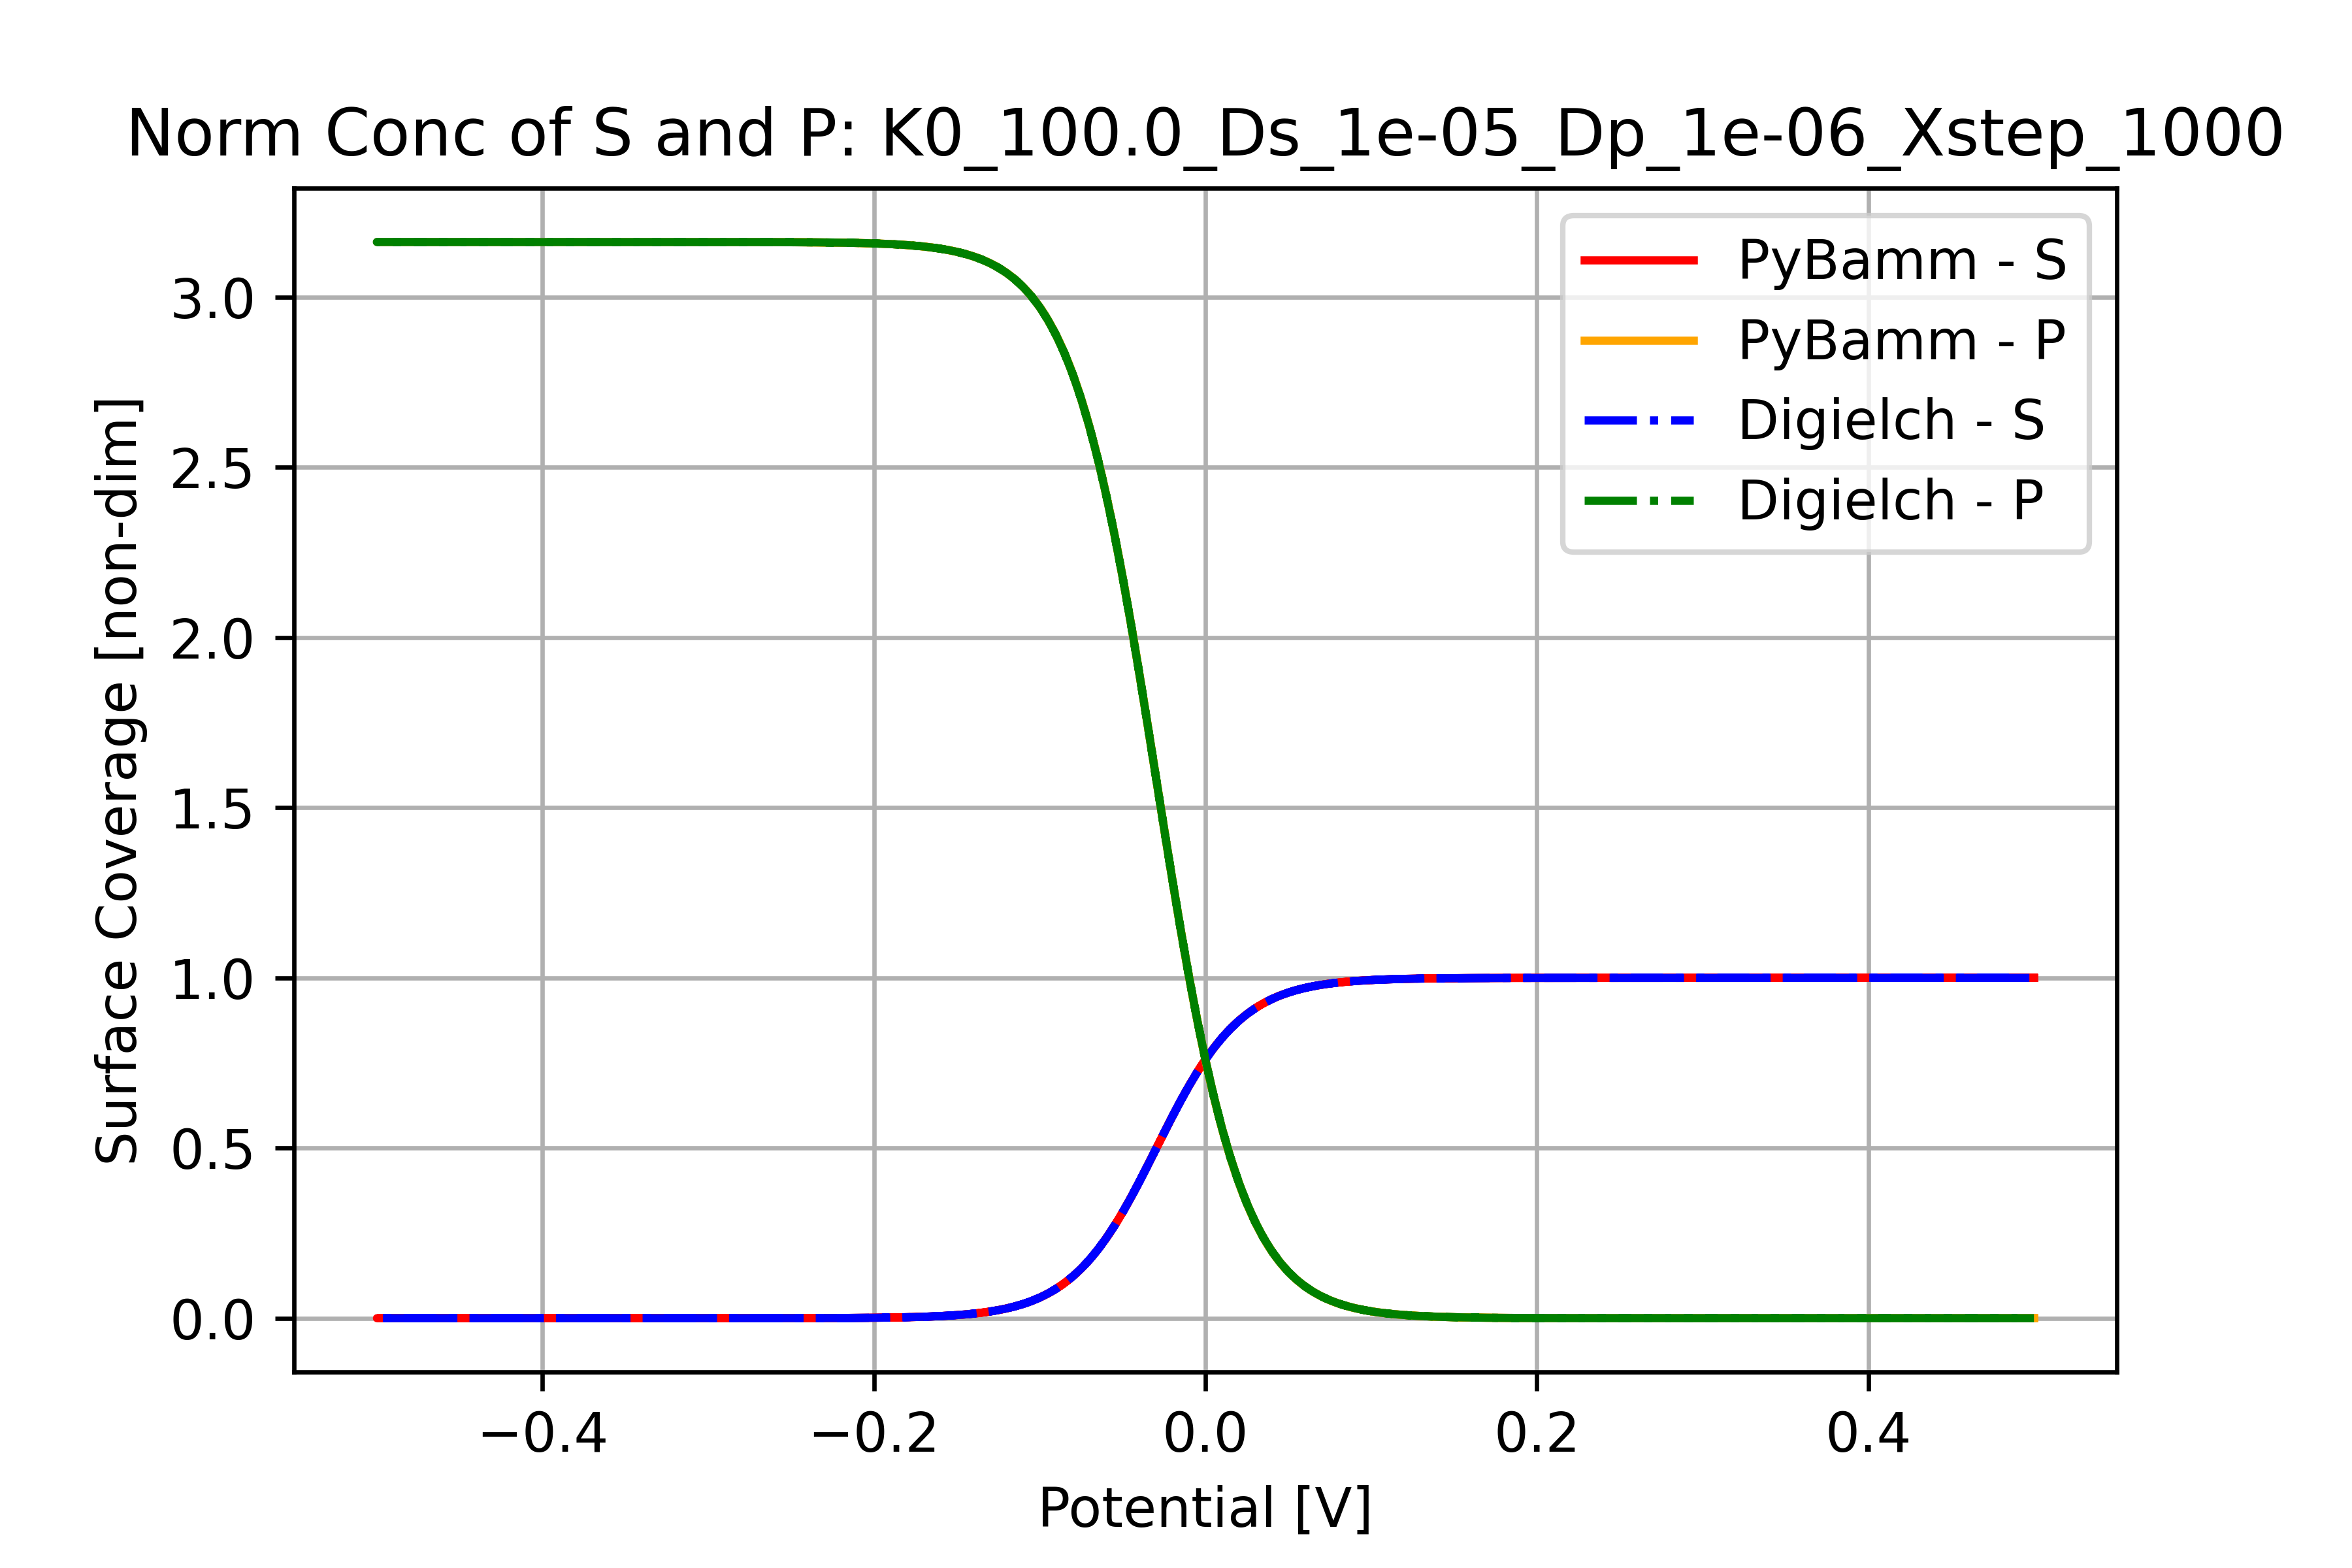 Norm Conc of S and P: K0_100.0_Ds_1e-05_Dp_1e-06_Xstep_1000
PyBamm - S
PyBamm - P
Digielch - S
Digielch - P
Surface Coverage [non-dim]
3.0
2.5
2.0
1.5
1.0
0.5
0.0
−0.4 −0.2 0.0 0.2 0.4
Potential [V]